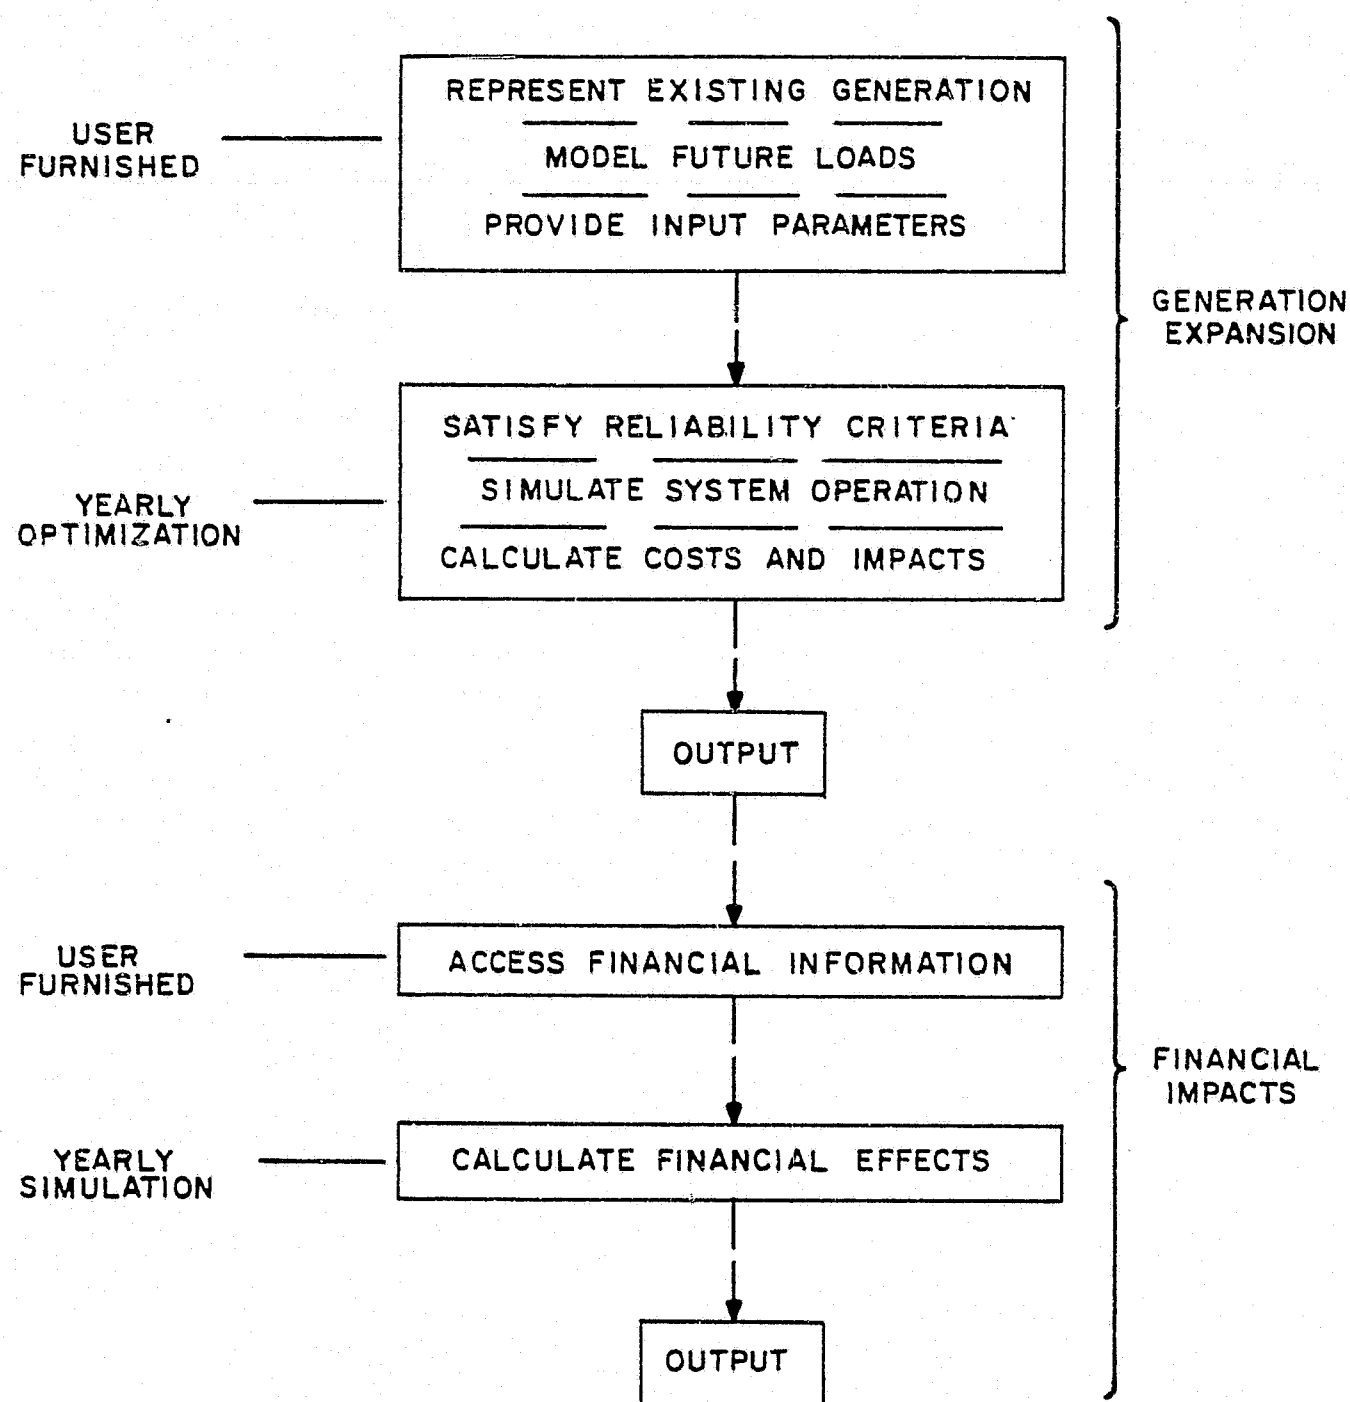 REPRESENT EXISTING GENERATION
USER
FURNISHED
MODEL FUTURE LOADS
PROVIDE INPUT PARAMETERS
GENERATION
EXPANSION
SATISFY RELIABILITY CRITERIA
YEARLY
OPTIMIZATION
SIMULATE SYSTEM OPERATION
CALCULATE COSTS AND IMPACTS
OUTPUT
USER
FURNISHED
ACCESS FINANCIAL INFORMATION
FINANCIAL
IMPACTS
YEARLY
SIMULATION
CALCULATE FINANCIAL EFFECTS
OUTPUT